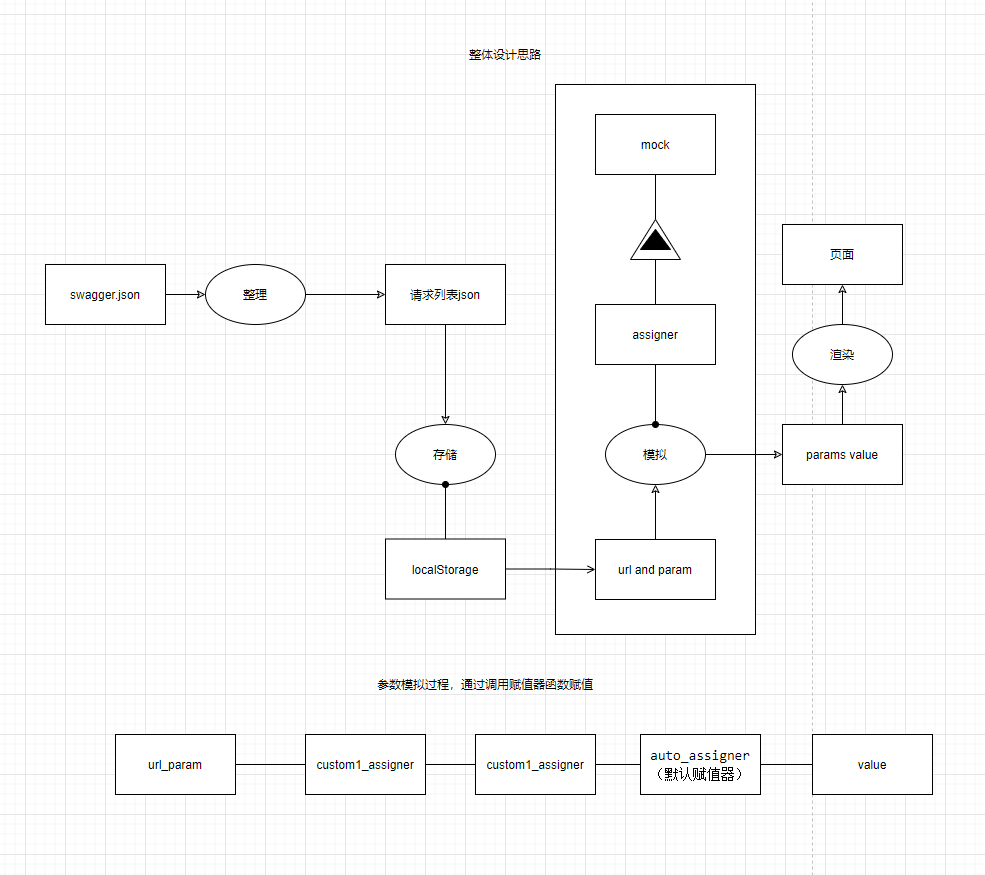 整体设计思路
mock
页面
swagger.json
整理
请求列表json
assigner
渲染
存储
模拟
params value
localStorage
url and param
参数模拟过程，通过调用赋值器函数赋值
url_param
custom1_assigner
custom1_assigner
auto_assigner
（默认赋值器）
value